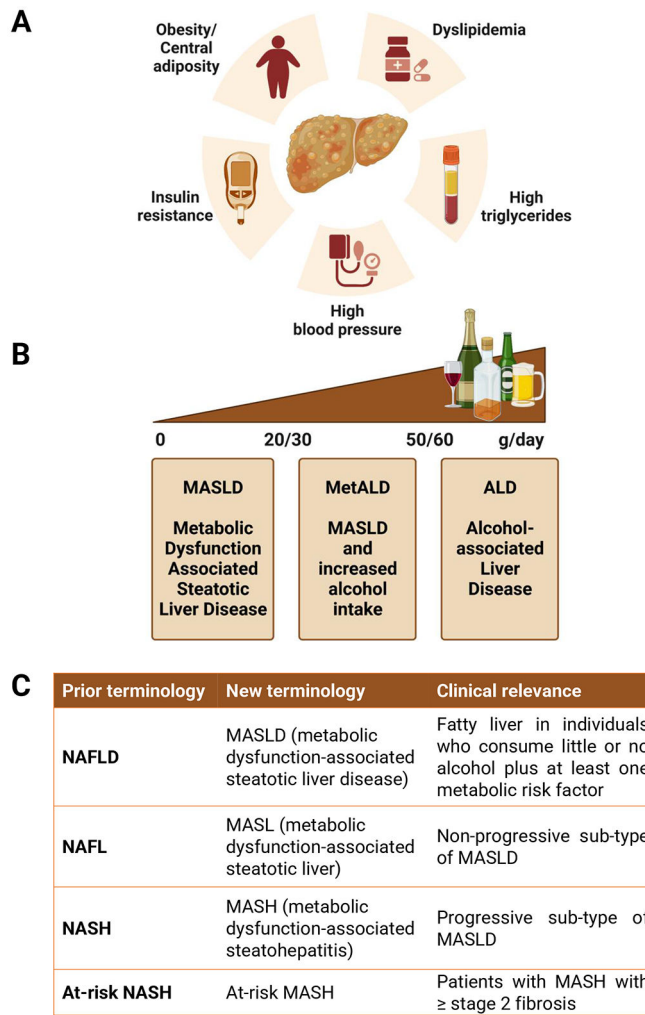 A
Obesity/
Central
adiposity
Dyslipidemia
Insulin
resistance
High
triglycerides
High
blood pressure
B
0 20/30 50/60 g/day
MASLD
Metabolic
Dysfunction
Associated
Steatotic
Liver Disease
MetALD
MASLD
and
increased
alcohol
intake
ALD
Alcohol-
associated
Liver
Disease
C
Prior terminology New terminology Clinical relevance
NAFLD
MASLD (metabolic
dysfunction-associated
steatotic liver disease)
Fatty liver in individuals
who consume little or no
alcohol plus at least one
metabolic risk factor
NAFL
MASL (metabolic
dysfunction-associated
steatotic liver)
Non-progressive sub-type
of MASLD
NASH
MASH (metabolic
dysfunction-associated
steatohepatitis)
Progressive sub-type of
MASLD
At-risk NASH
At-risk MASH
Patients with MASH with
≥ stage 2 fibrosis